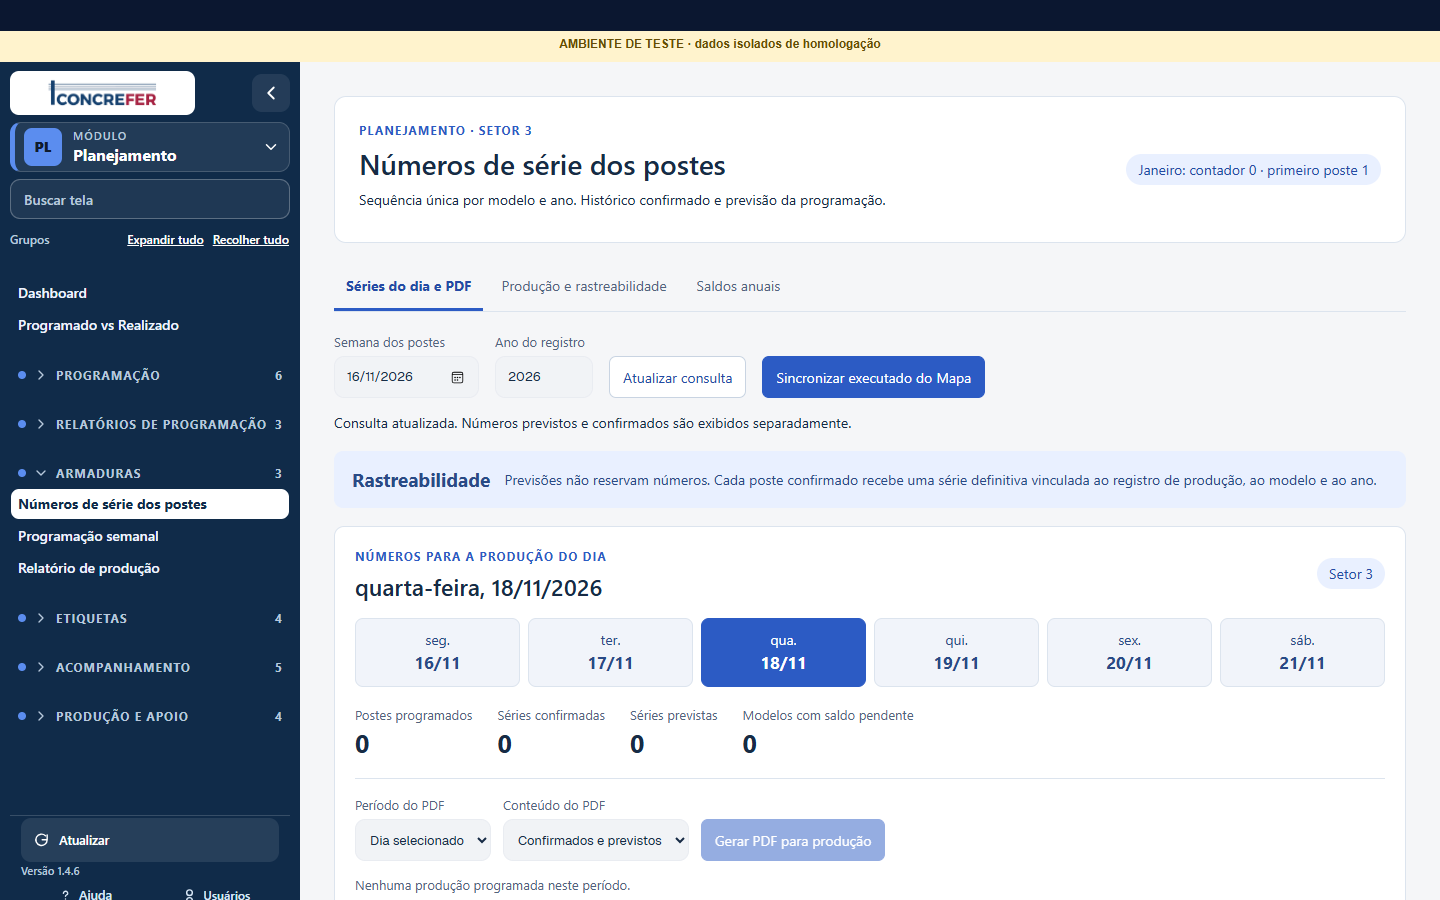 AMBIENTE DE TESTE · dados isolados de homologação
CONCREFER
PL
MÓDULO
Planejamento
Buscar tela
Grupos
Expandir tudo
Recolher tudo
Dashboard
Programado vs Realizado
PROGRAMAÇÃO 6
RELATÓRIOS DE PROGRAMAÇÃO 3
ARMADURAS 3
Números de série dos postes
Programação semanal
Relatório de produção
ETIQUETAS 4
ACOMPANHAMENTO 5
PRODUÇÃO E APOIO 4
Atualizar
Versão 1.4.6
? Ajuda
Usuários
PLANEJAMENTO · SETOR 3
Números de série dos postes
Sequência única por modelo e ano. Histórico confirmado e previsão da programação.
Janeiro: contador 0 · primeiro poste 1
Séries do dia e PDF
Produção e rastreabilidade
Saldos anuais
Semana dos postes
Ano do registro
16/11/2026
2026
Atualizar consulta
Sincronizar executado do Mapa
Consulta atualizada. Números previstos e confirmados são exibidos separadamente.
Rastreabilidade Previsões não reservam números. Cada poste confirmado recebe uma série definitiva vinculada ao registro de produção, ao modelo e ao ano.
NÚMEROS PARA A PRODUÇÃO DO DIA
quarta-feira, 18/11/2026
Setor 3
seg.
16/11
ter.
17/11
qua.
18/11
qui.
19/11
sex.
20/11
sáb.
21/11
Postes programados
0
Séries confirmadas
0
Séries previstas
0
Modelos com saldo pendente
0
Período do PDF
Conteúdo do PDF
Dia selecionado
Confirmados e previstos
Gerar PDF para produção
Nenhuma produção programada neste período.